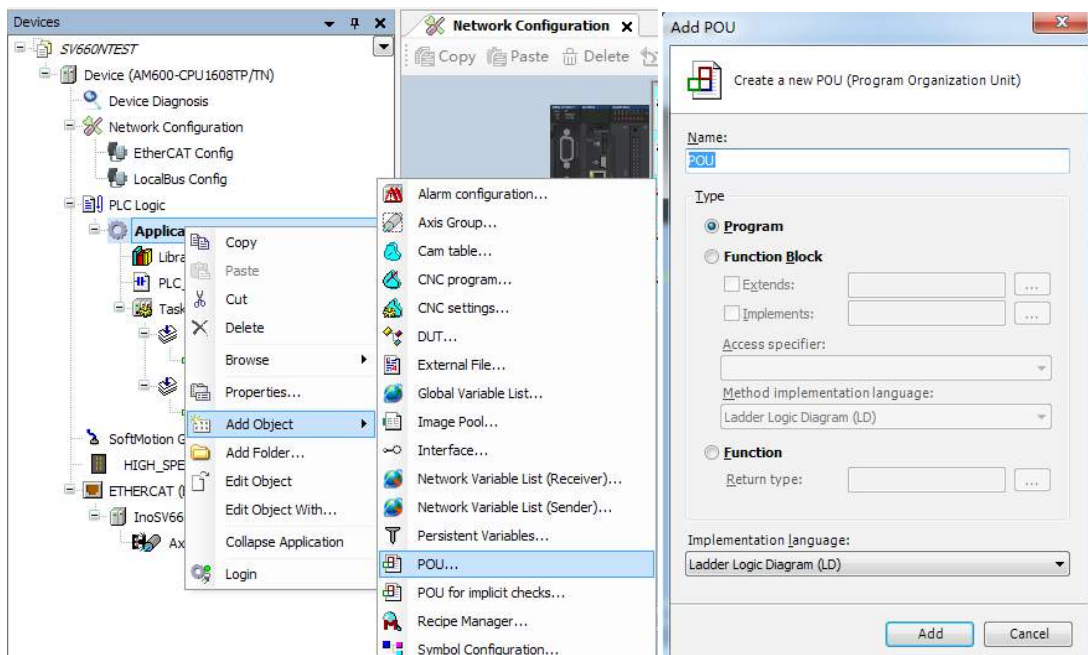 Devices
SV660NTEST
Device (AM600-CPU1608TP/TN)
Device Diagnosis
Network Configuration
EtherCAT Config
LocalBus Config
PLC Logic
Applica
Libra
PLC_
Task
SoftMotion G
HIGH_SPE
ETHERCAT (
InoSV66
Ax
Network Configuration
Copy Paste Delete
Copy
Paste
Cut
Delete
Browse
Properties...
Add Object
Add Folder...
Edit Object
Edit Object With...
Collapse Application
Login
Alarm configuration...
Axis Group...
Cam table...
CNC program...
CNC settings...
DUT...
External File...
Global Variable List...
Image Pool...
Interface...
Network Variable List (Receiver)...
Network Variable List (Sender)...
Persistent Variables...
POU...
POU for implicit checks...
Recipe Manager...
Symbol Configuration...
Add POU
Create a new POU (Program Organization Unit)
Name:
POU
Type
Program
Function Block
Extends:
...
Implements:
...
Access specifier:
Method implementation language:
Ladder Logic Diagram (LD)
Function
Return type:
...
Implementation language:
Ladder Logic Diagram (LD)
Add Cancel